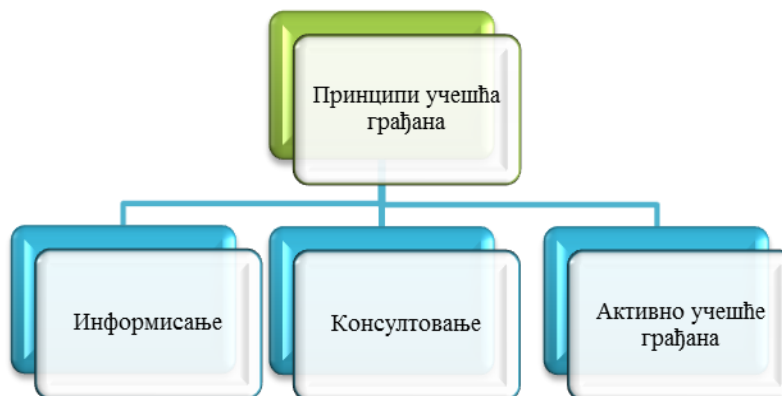 Принципи учешћа
грађана
Информисање
Консултовање
Активно учешће
грађана